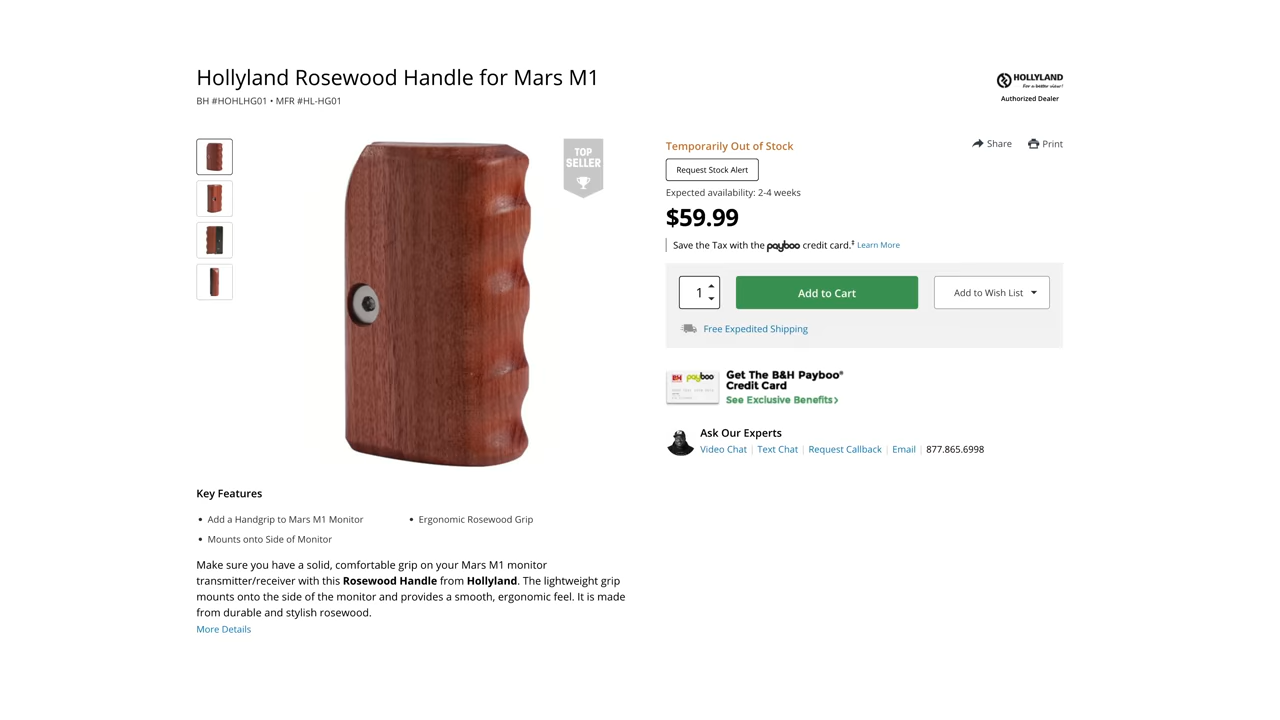 Hollyland Rosewood Handle for Mars M1
BH #HOHLHG01 • MFR #HL-HG01
HOLLYLAND
For a better view!
Authorized Dealer
TOP
SELLER
Temporarily Out of Stock
Share
Print
Request Stock Alert
Expected availability: 2-4 weeks
$59.99
Save the Tax with the payboo credit card.‡ Learn More
1
Add to Cart
Add to Wish List
Free Expedited Shipping
BH payboo
Get The B&H Payboo®
Credit Card
See Exclusive Benefits
Ask Our Experts
Video Chat | Text Chat | Request Callback | Email | 877.865.6998
Key Features
• Add a Handgrip to Mars M1 Monitor
• Ergonomic Rosewood Grip
• Mounts onto Side of Monitor
Make sure you have a solid, comfortable grip on your Mars M1 monitor
transmitter/receiver with this Rosewood Handle from Hollyland. The lightweight grip
mounts onto the side of the monitor and provides a smooth, ergonomic feel. It is made
from durable and stylish rosewood.
More Details